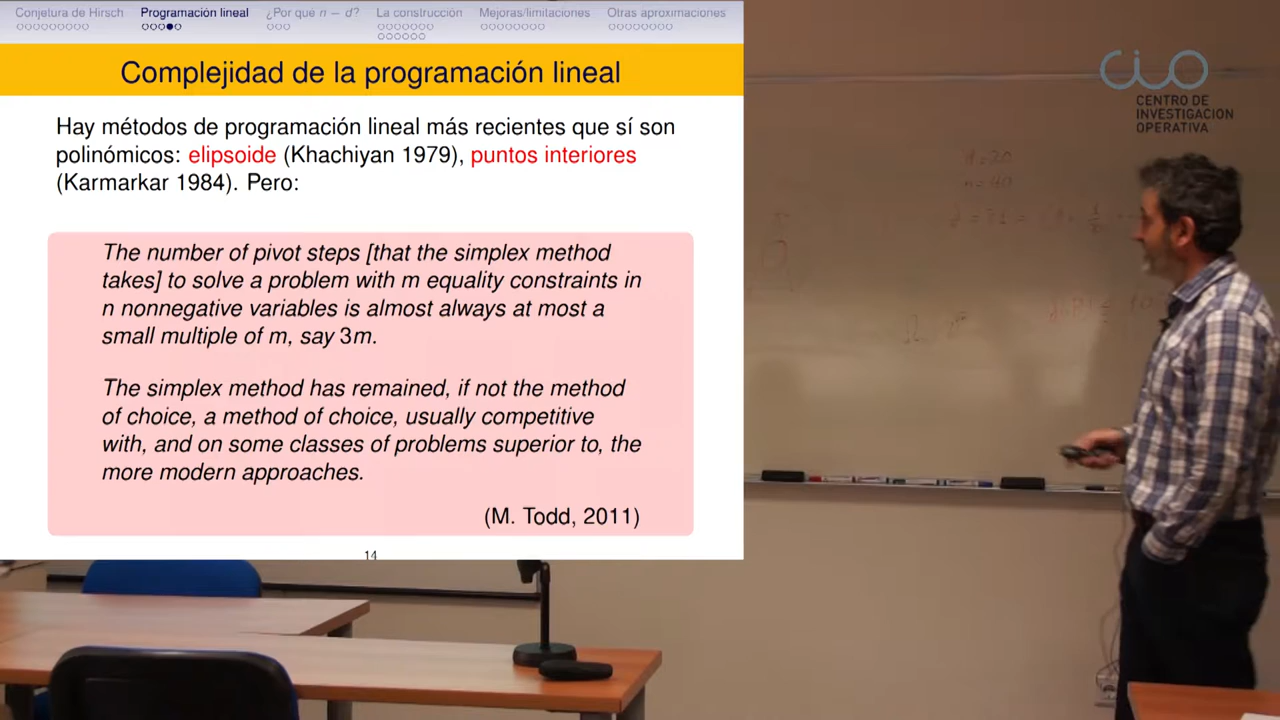 Conjetura de Hirsch Programación lineal ¿Por qué n − d? La construcción Mejoras/limitaciones Otras aproximaciones
Complejidad de la programación lineal
Hay métodos de programación lineal más recientes que sí son
polinómicos: elipsoide (Khachiyan 1979), puntos interiores
(Karmarkar 1984). Pero:
The number of pivot steps [that the simplex method
takes] to solve a problem with m equality constraints in
n nonnegative variables is almost always at most a
small multiple of m, say 3m.
The simplex method has remained, if not the method
of choice, a method of choice, usually competitive
with, and on some classes of problems superior to, the
more modern approaches.
(M. Todd, 2011)
14
CIO
CENTRO DE
INVESTIGACION
OPERATIVA
n=40